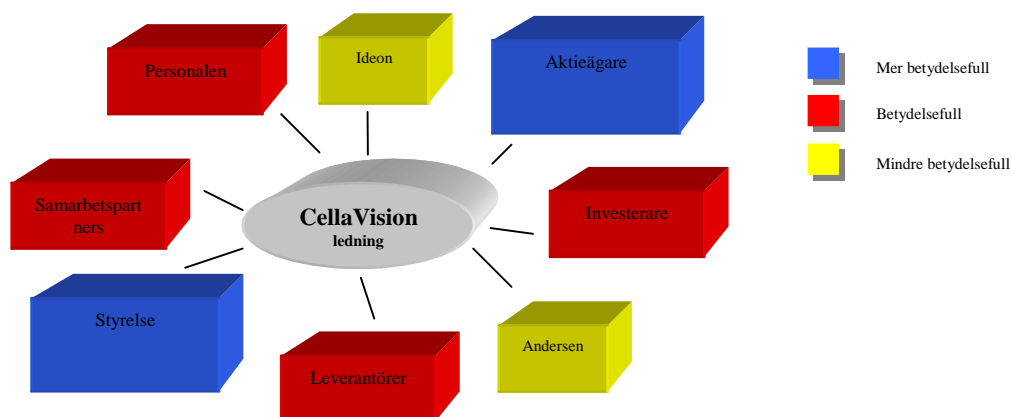 Personalen
Ideon
Aktieägare
Mer betydelsefull
Betydelsefull
Mindre betydelsefull
Samarbetspart
ners
CellaVision
ledning
Investerare
Styrelse
Leverantörer
Andersen